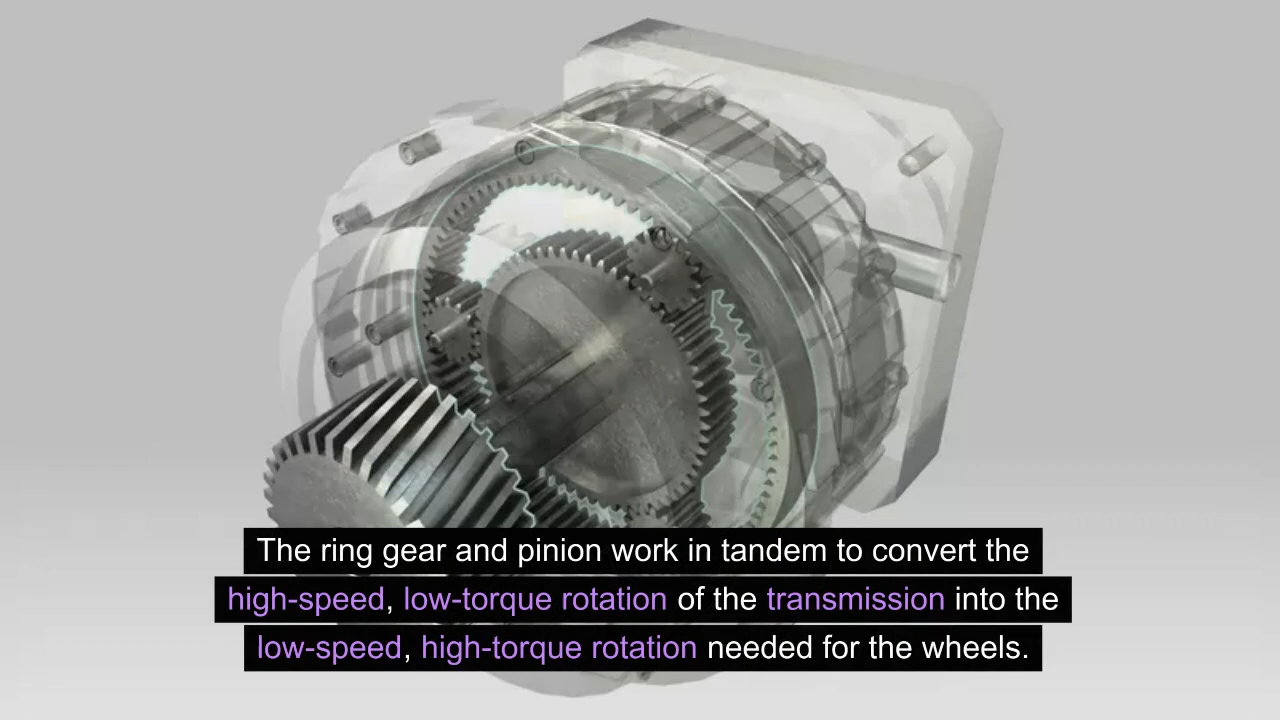 The ring gear and pinion work in tandem to convert the
high-speed, low-torque rotation of the transmission into the
low-speed, high-torque rotation needed for the wheels.